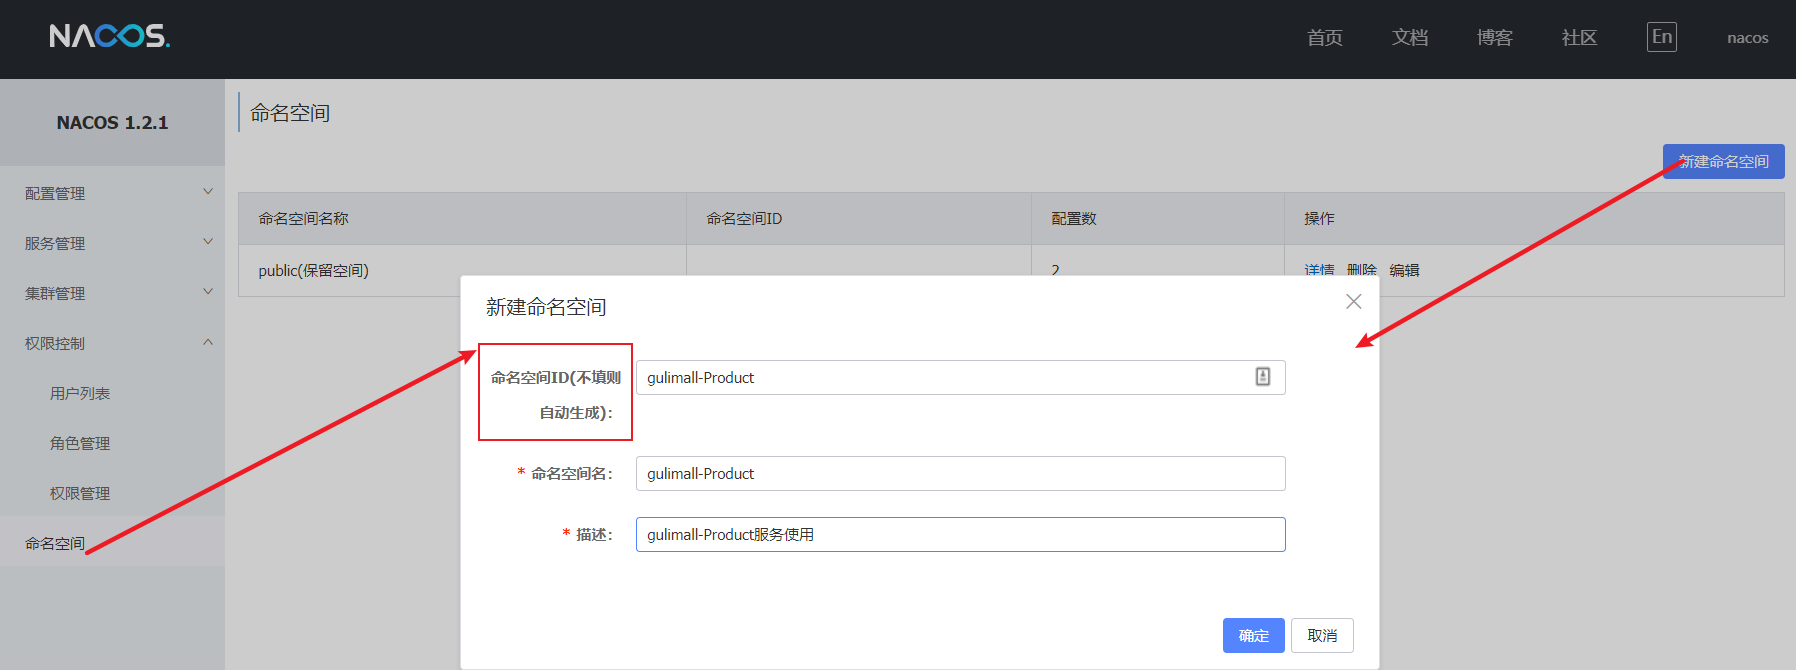 NACOS.
首页 文档 博客 社区 En nacos
NACOS 1.2.1
配置管理
服务管理
集群管理
权限控制
用户列表
角色管理
权限管理
命名空间
命名空间
新建命名空间
命名空间名称 命名空间ID 配置数 操作
public(保留空间) 2 详情 删除 编辑
新建命名空间
命名空间ID(不填则
自动生成)：
gulimall-Product
* 命名空间名： gulimall-Product
* 描述： gulimall-Product服务使用
确定 取消